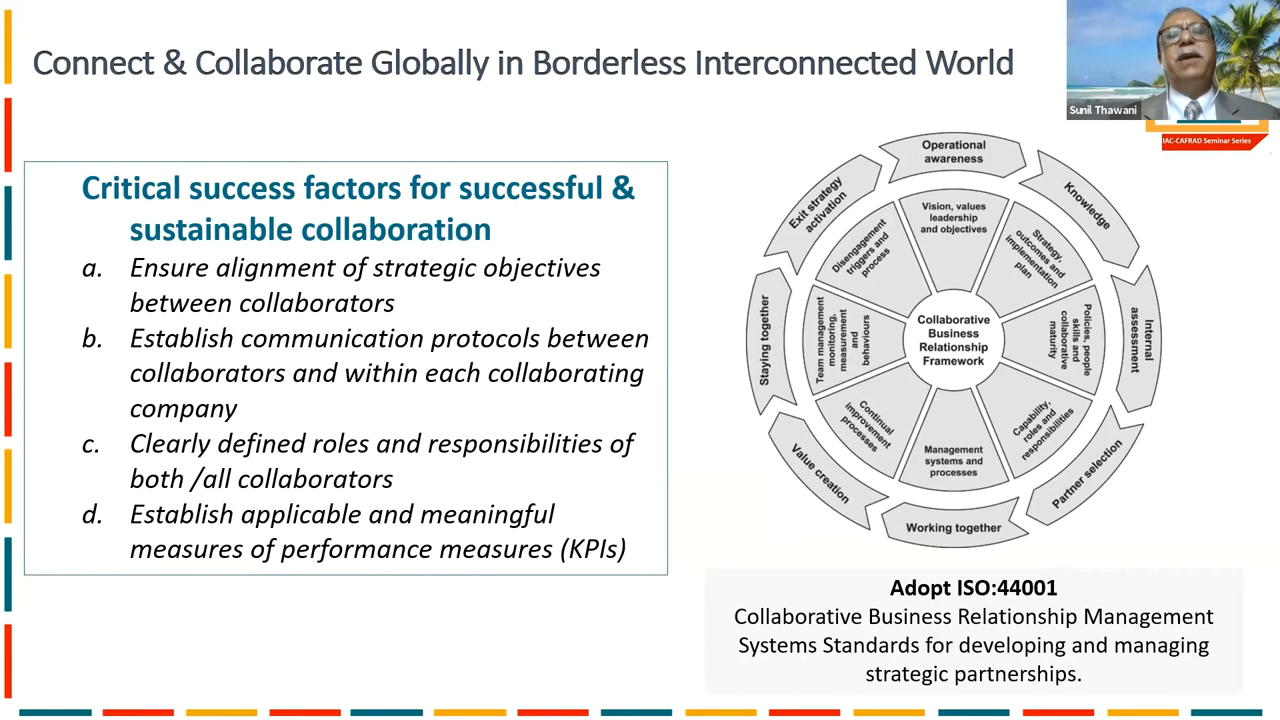 Connect & Collaborate Globally in Borderless Interconnected World
Sunil Thawani
IAC-CAFRAD Seminar Series
Critical success factors for successful &
sustainable collaboration
a. Ensure alignment of strategic objectives
between collaborators
b. Establish communication protocols between
collaborators and within each collaborating
company
c. Clearly defined roles and responsibilities of
both /all collaborators
d. Establish applicable and meaningful
measures of performance measures (KPIs)
Operational
awareness
Knowledge
Internal
assessment
Partner selection
Working together
Value creation
Staying together
Exit strategy
activation
Vision, values
leadership
and objectives
Strategy,
outcomes and
implementation
plan
Policies, people
skills and
collaborative
maturity
Capability,
roles and
responsibilities
Management
systems and
processes
Continual
improvement
processes
Team management
monitoring,
measurement
and
behaviours
Disengagement
triggers and
process
Collaborative
Business
Relationship
Framework
Adopt ISO:44001
Collaborative Business Relationship Management
Systems Standards for developing and managing
strategic partnerships.